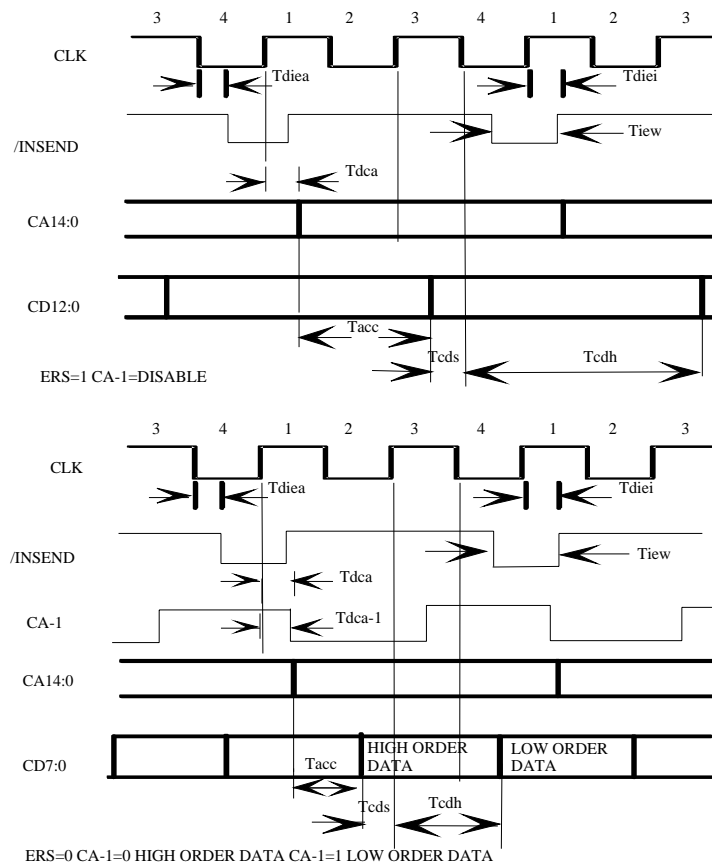 3 4 1 2 3 4 1 2 3
CLK
Tdiea Tdiei
/INSEND
Tiew
Tdca
CA14:0
CD12:0
Tacc
Tcds Tcdh
ERS=1 CA-1=DISABLE
3 4 1 2 3 4 1 2 3
CLK
Tdiea Tdiei
/INSEND
Tiew
Tdca
CA-1 Tdca-1
CA14:0
CD7:0
HIGH ORDER DATA
LOW ORDER DATA
Tacc
Tcds Tcdh
ERS=0 CA-1=0 HIGH ORDER DATA CA-1=1 LOW ORDER DATA